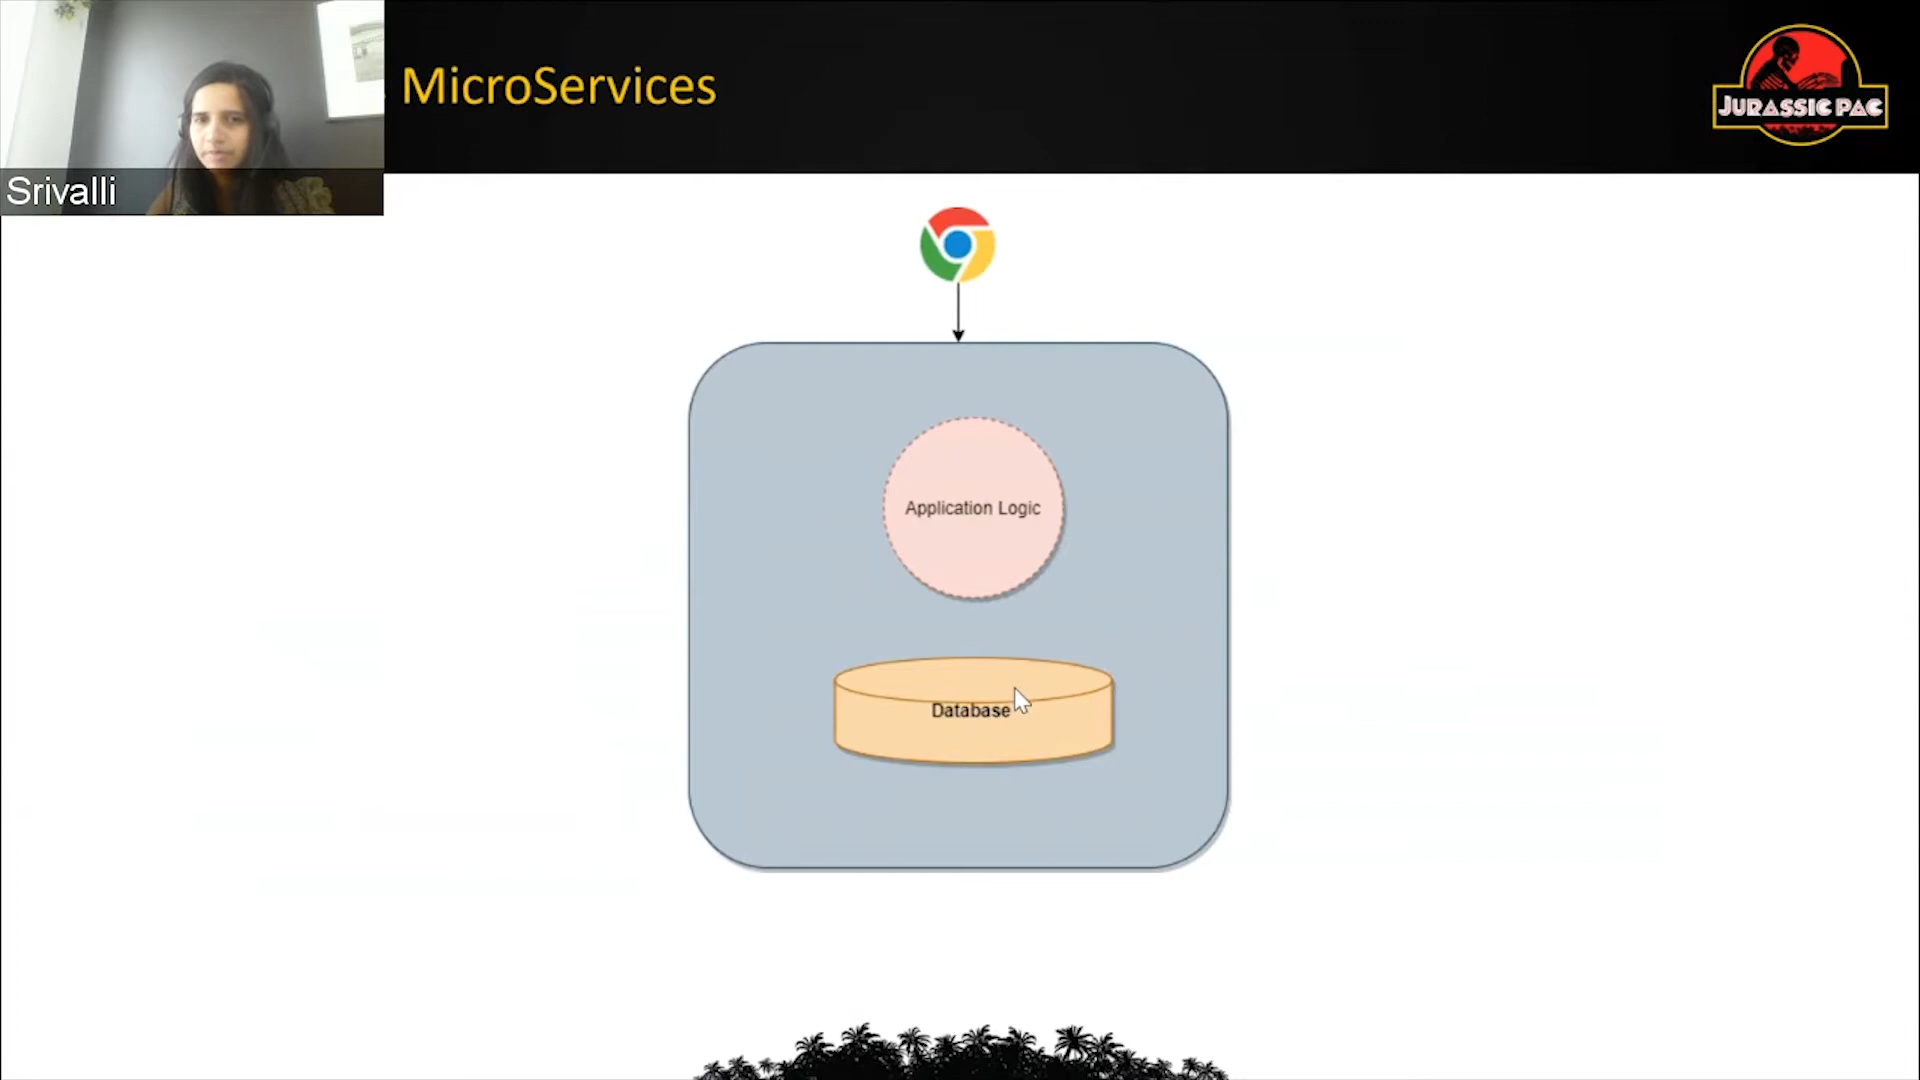 MicroServices
JURASSIC PAC
Srivalli
Application Logic
Database